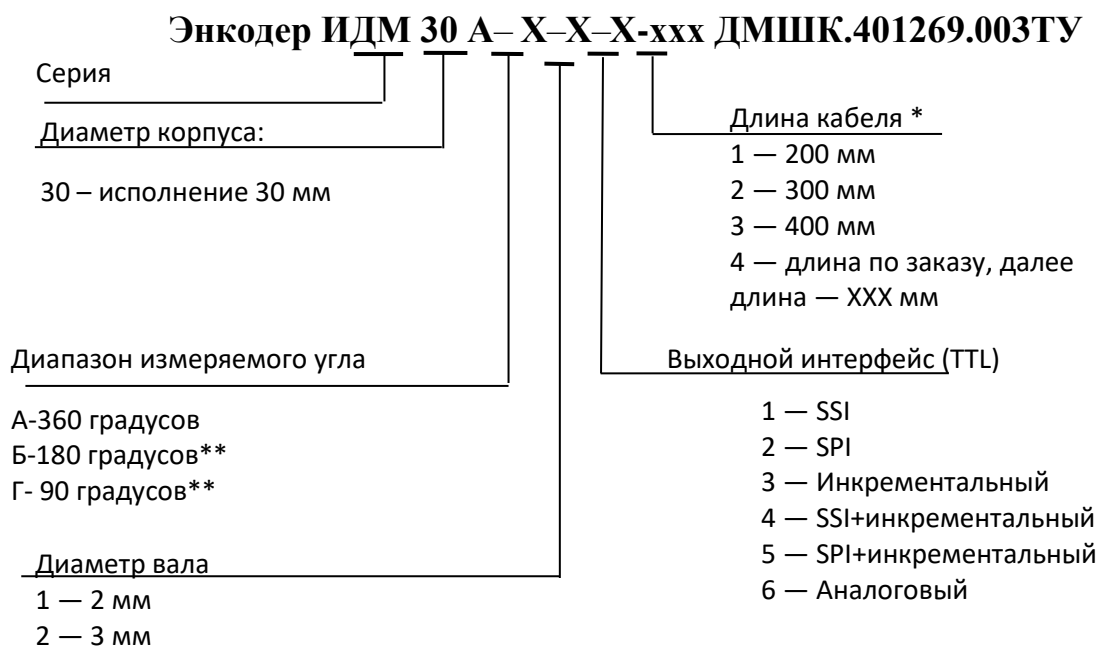 Энкодер ИДМ 30 А– Х–Х–Х-ххх ДМШК.401269.003ТУ
Серия
Диаметр корпуса:
30 – исполнение 30 мм
Длина кабеля *
1 — 200 мм
2 — 300 мм
3 — 400 мм
4 — длина по заказу, далее
длина — ХХХ мм
Диапазон измеряемого угла
А-360 градусов
Б-180 градусов**
Г- 90 градусов**
Выходной интерфейс (TTL)
1 — SSI
2 — SPI
3 — Инкрементальный
4 — SSI+инкрементальный
5 — SPI+инкрементальный
6 — Аналоговый
Диаметр вала
1 — 2 мм
2 — 3 мм